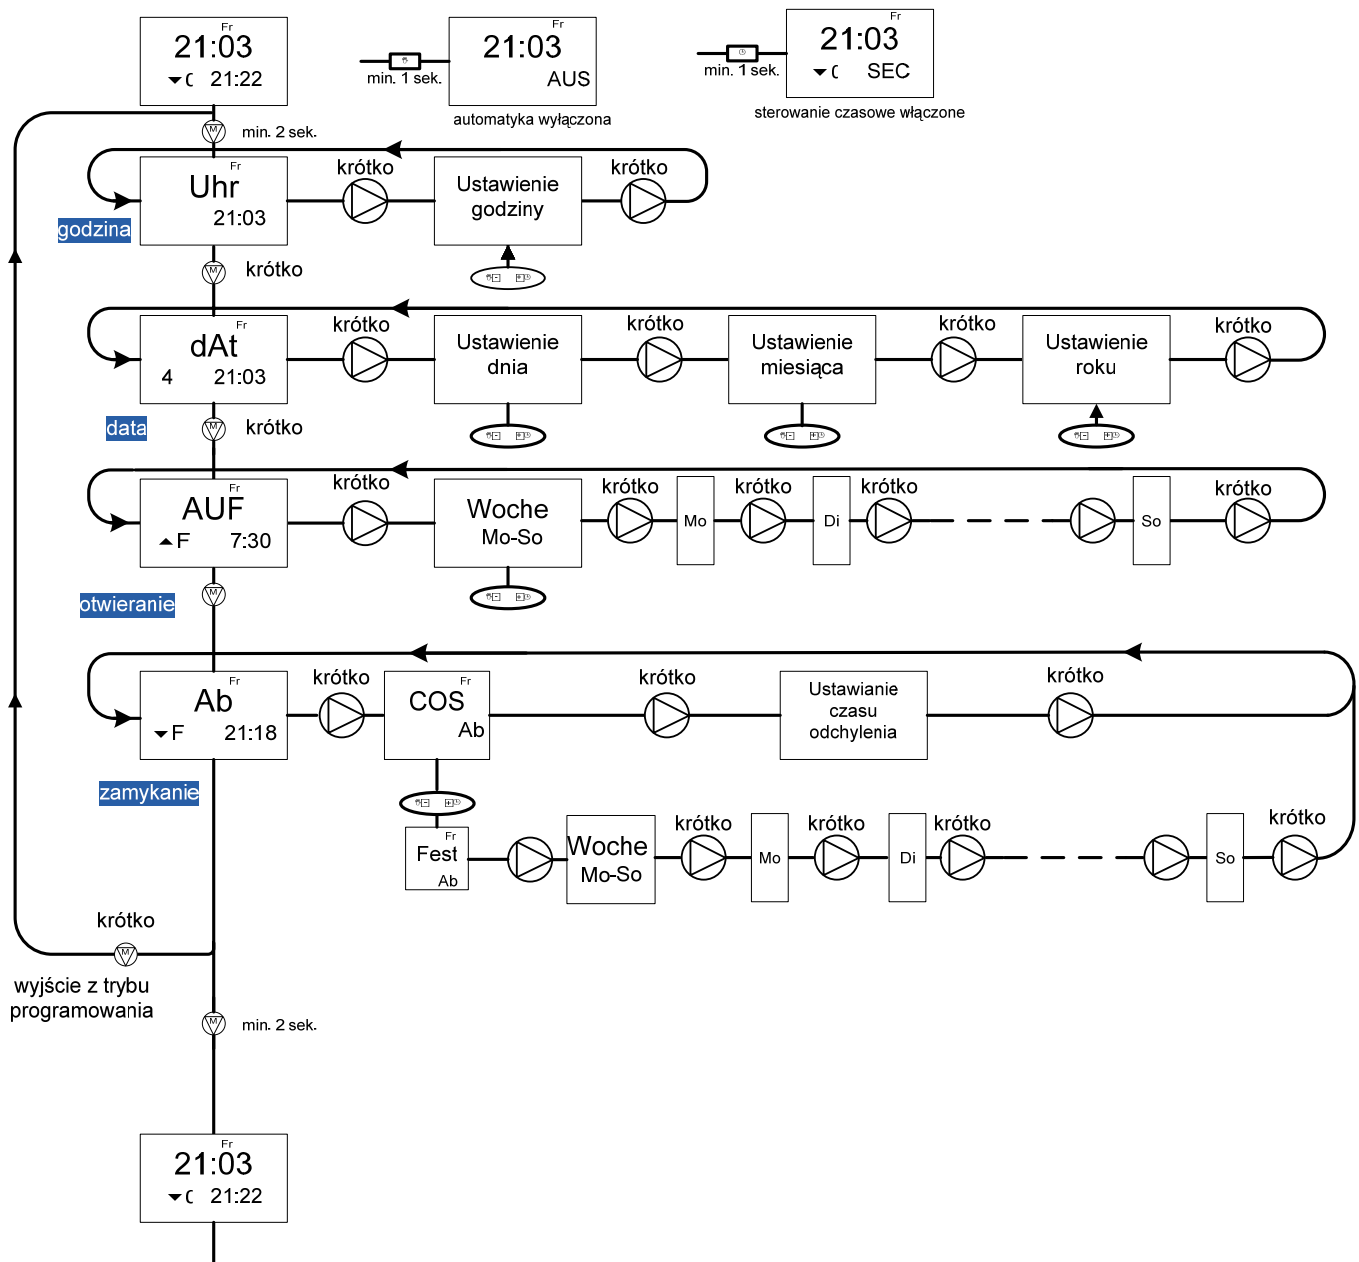 Fr
21:03
21:22
min. 1 sek.
Fr
21:03
AUS
automatyka wyłączona
min. 1 sek.
Fr
21:03
SEC
sterowanie czasowe włączone
M
min. 2 sek.
Fr
Uhr
21:03
godzina
krótko
Ustawienie
godziny
krótko
M
krótko
Fr
dAt
4 21:03
data
krótko
Ustawienie
dnia
krótko
Ustawienie
miesiąca
krótko
Ustawienie
roku
krótko
M
krótko
Fr
AUF
F 7:30
otwieranie
krótko
Woche
Mo-So
krótko
Mo
krótko
Di
krótko
So
krótko
M
Fr
Ab
F 21:18
zamykanie
krótko
Fr
COS
Ab
krótko
Ustawianie
czasu
odchylenia
krótko
Fr
Fest
Ab
Woche
Mo-So
krótko
Mo
krótko
Di
krótko
So
krótko
krótko
M
wyjście z trybu
programowania
M
min. 2 sek.
Fr
21:03
21:22